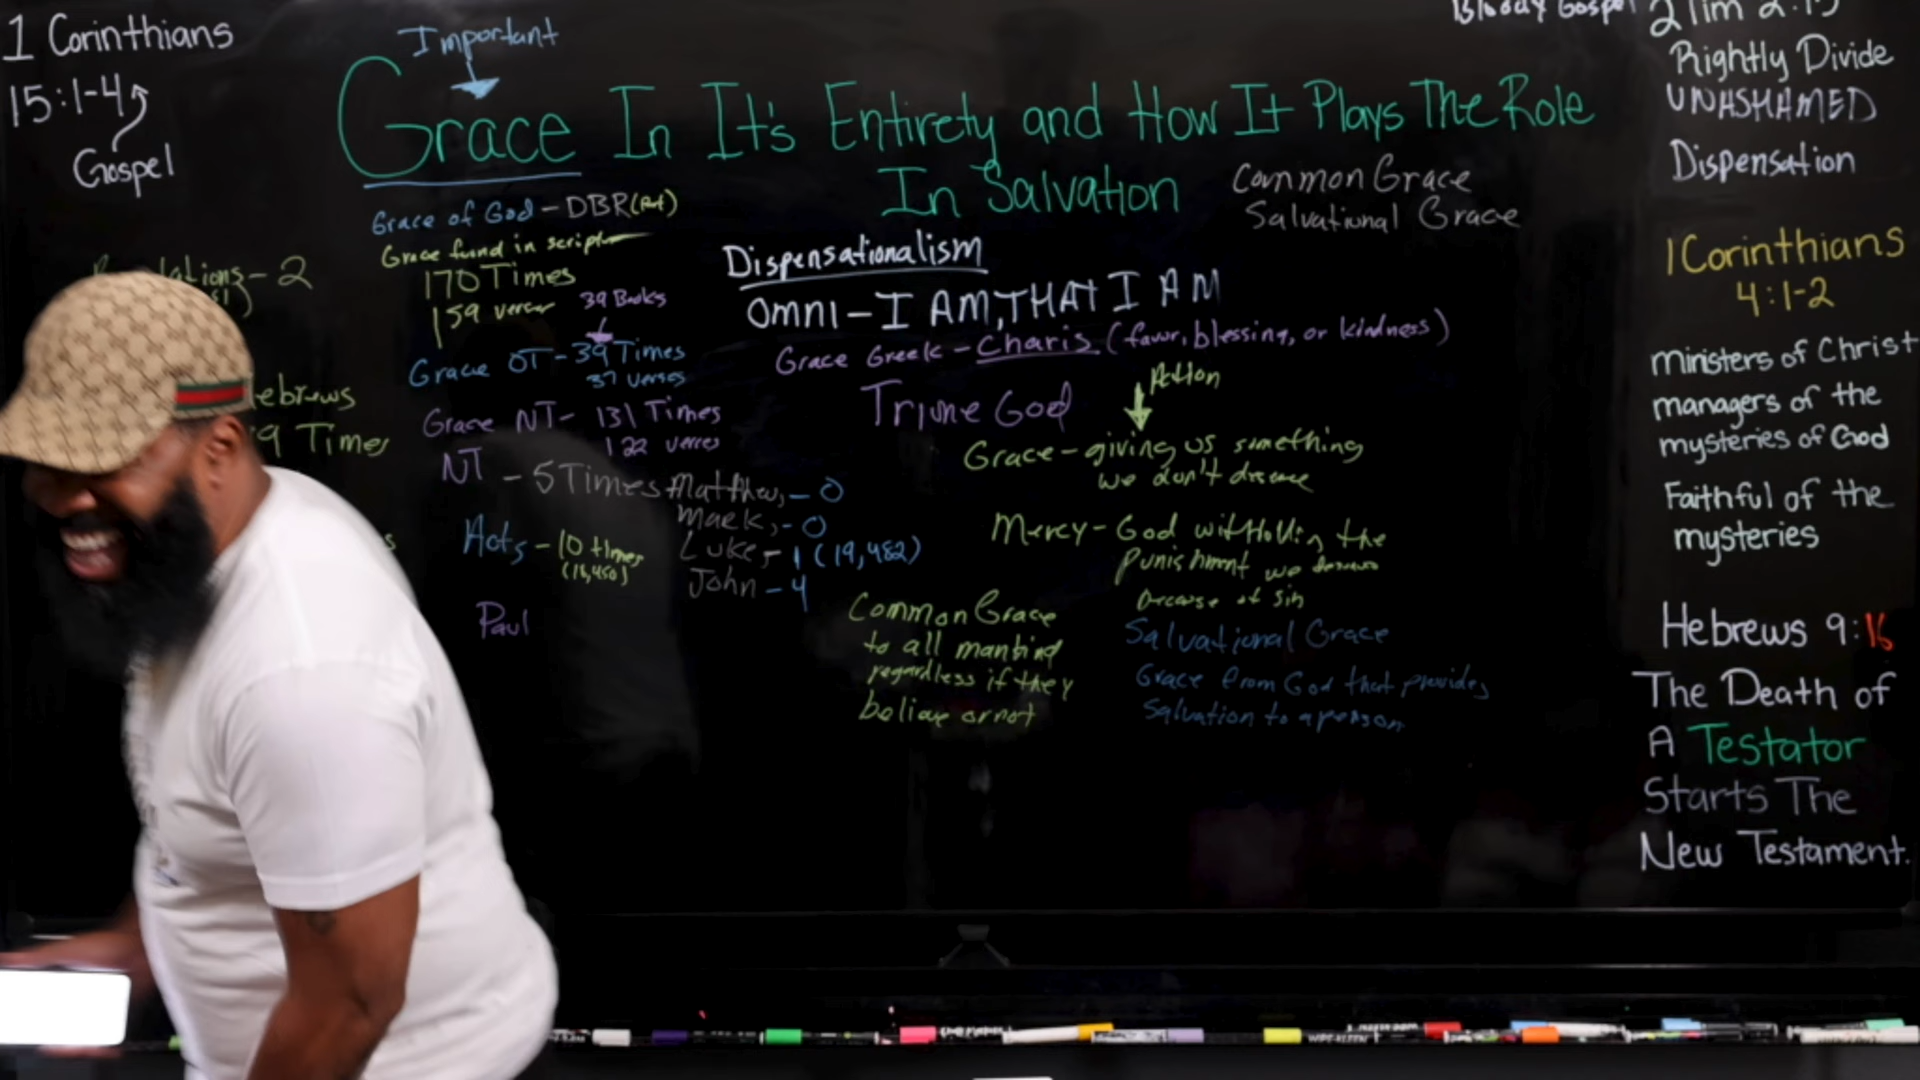 1 Corinthians
15:1-4
Gospel
Important
Grace In It's Entirety and How It Plays The Role
In Salvation
Common Grace
Salvational Grace
Grace of God - DBR
Grace found in
170 Times
159 verses
39 Books
Grace OT - 39 Times
37 verses
Grace NT - 131 Times
122 verses
NT - 5 Times Matthew, - 0
Mark, - 0
Luke, - 1 (19,482)
John - 4
Acts - 10 times
(18,450)
Paul
- 2
ebrews
9 Times
Dispensationalism
Omni - I AM, THAT I AM
Grace Greek - Charis (favor, blessing, or kindness)
Triune God
Action
Grace - giving us something
we don't
Mercy - God the
Punishment we
of sin
Common Grace
to all mankind
regardless if they
believe or not
Salvational Grace
Grace from God that provides
Salvation to a person
Bloody Gospel
2 Tim 2:15
Rightly Divide
UNASHAMED
Dispensation
1 Corinthians
4:1-2
ministers of Christ
managers of the
mysteries of God
Faithful of the
mysteries
Hebrews 9:16
The Death of
A Testator
Starts The
New Testament.